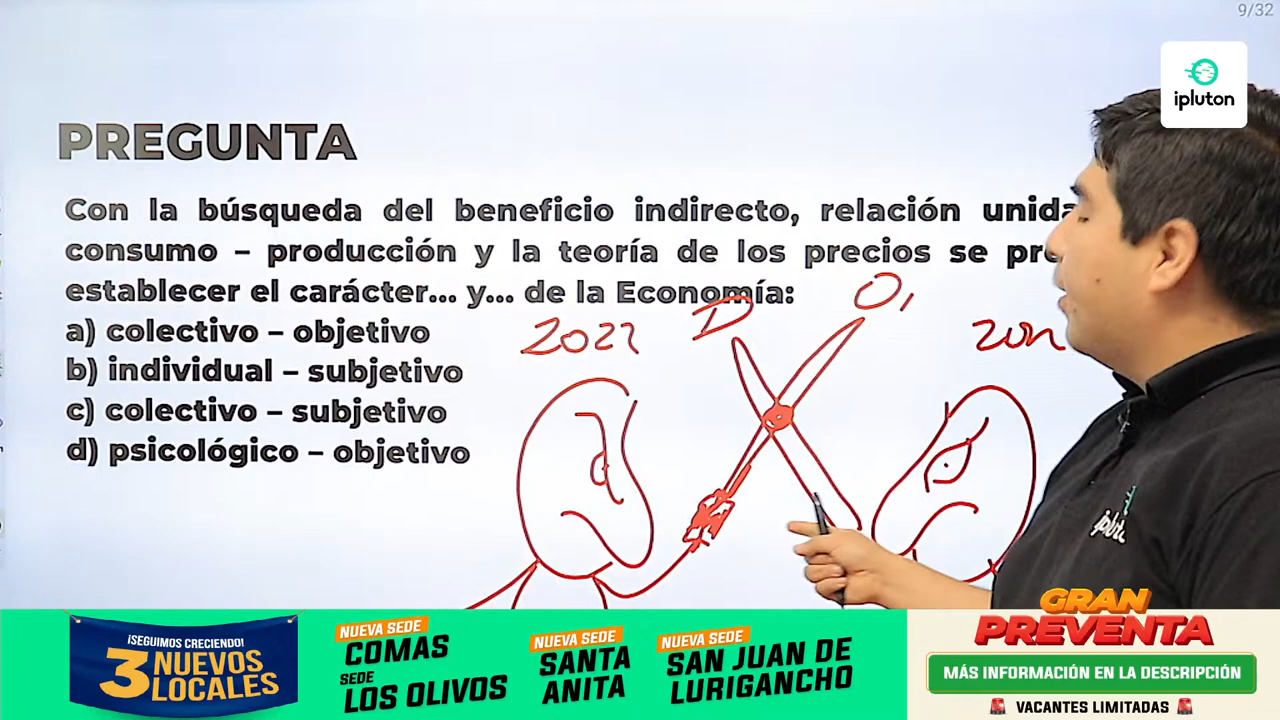 9/32
ipluton
PREGUNTA
Con la búsqueda del beneficio indirecto, relación
consumo – producción y la teoría de los precios se
establecer el carácter... y... de la Economía:
a) colectivo – objetivo
b) individual – subjetivo
c) colectivo – subjetivo
d) psicológico – objetivo
D
O,
¡SEGUIMOS CRECIENDO!
3 NUEVOS
LOCALES
NUEVA SEDE
COMAS
SEDE
LOS OLIVOS
NUEVA SEDE
SANTA
ANITA
NUEVA SEDE
SAN JUAN DE
LURIGANCHO
GRAN
PREVENTA
MÁS INFORMACIÓN EN LA DESCRIPCIÓN
VACANTES LIMITADAS